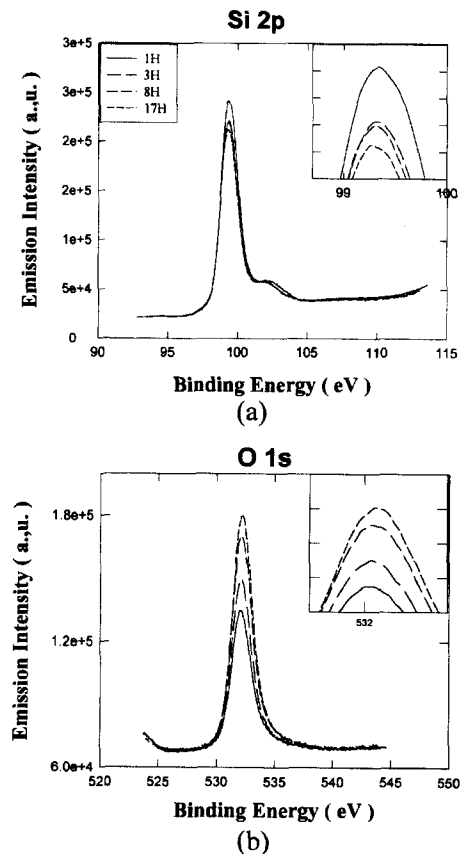 Si 2p
3e+5
3e+5
2e+5
1e+5
5e+4
0
1H
3H
8H
17H
99
100
90
95
100
105
110
115
Emission Intensity ( a.,u. )
Binding Energy ( eV )
(a)
O 1s
1.8e+5
1.2e+5
6.0e+4
532
520
525
530
535
540
545
550
Emission Intensity ( a.,u. )
Binding Energy ( eV )
(b)